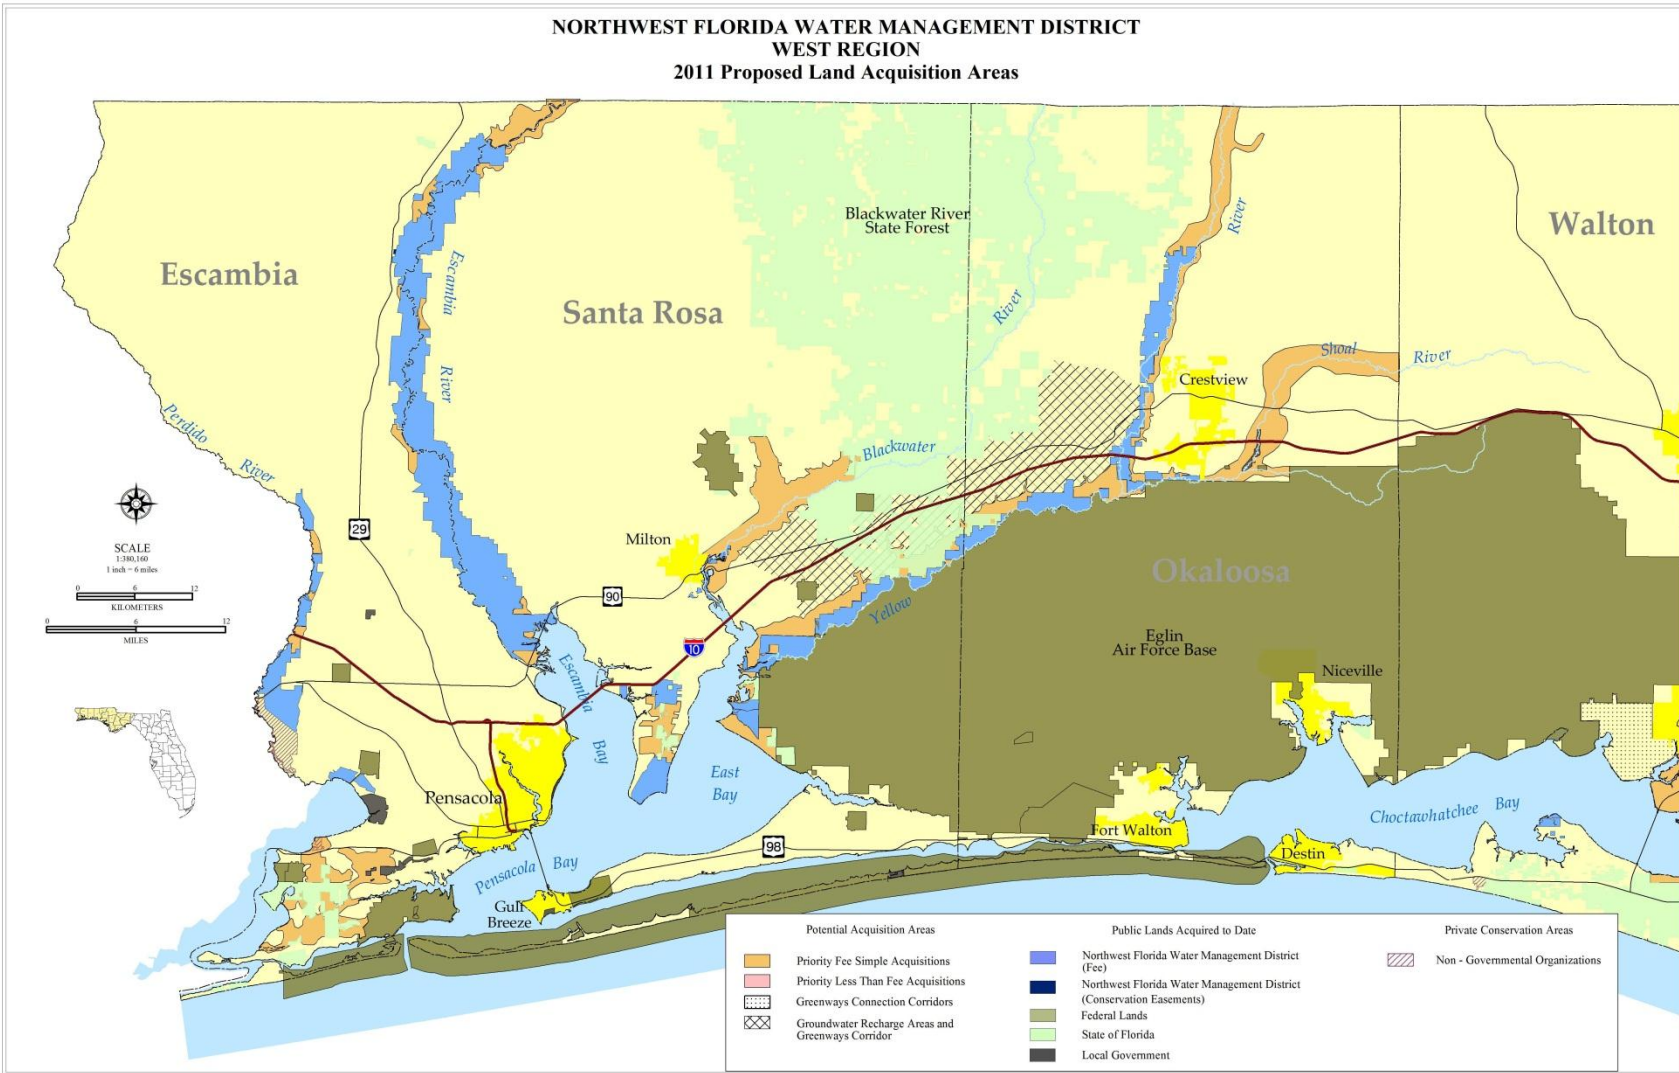 NORTHWEST FLORIDA WATER MANAGEMENT DISTRICT
WEST REGION
2011 Proposed Land Acquisition Areas
Escambia
Santa Rosa
Walton
Okaloosa
Blackwater River
State Forest
Escambia
River
River
River
Perdido
River
Shoal
River
Crestview
Blackwater
Yellow
29
90
10
98
Milton
SCALE
1:380,160
1 inch = 6 miles
0 6 12
KILOMETERS
0 6 12
MILES
Eglin
Air Force Base
Niceville
Escambia
Bay
East
Bay
Pensacola
Pensacola Bay
Gulf
Breeze
Fort Walton
Destin
Choctawhatchee Bay
Potential Acquisition Areas
Priority Fee Simple Acquisitions
Priority Less Than Fee Acquisitions
Greenways Connection Corridors
Groundwater Recharge Areas and
Greenways Corridor
Public Lands Acquired to Date
Northwest Florida Water Management District
(Fee)
Northwest Florida Water Management District
(Conservation Easements)
Federal Lands
State of Florida
Local Government
Private Conservation Areas
Non - Governmental Organizations